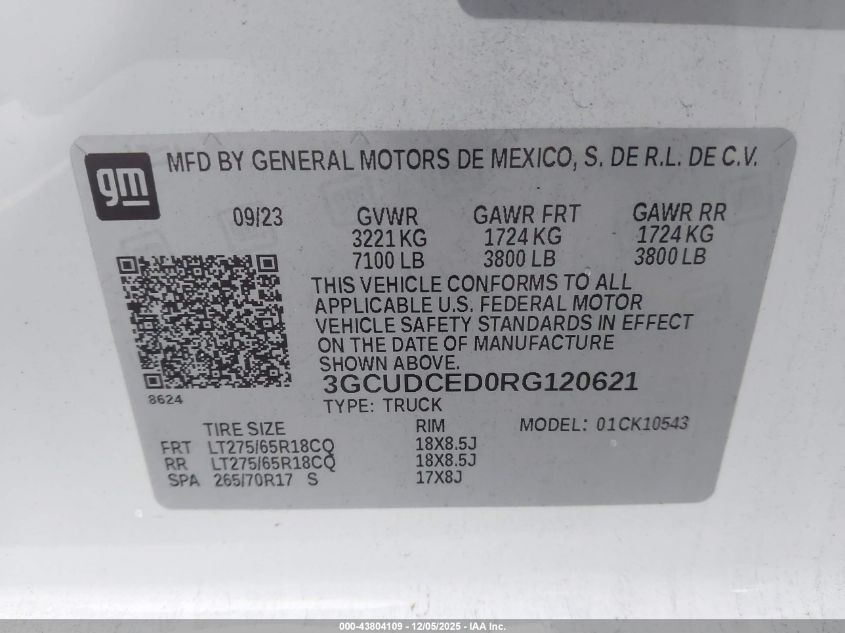 gm
MFD BY GENERAL MOTORS DE MEXICO, S. DE R.L. DE C.V.
09/23 GVWR GAWR FRT GAWR RR
3221 KG 1724 KG 1724 KG
7100 LB 3800 LB 3800 LB
THIS VEHICLE CONFORMS TO ALL
APPLICABLE U.S. FEDERAL MOTOR
VEHICLE SAFETY STANDARDS IN EFFECT
ON THE DATE OF MANUFACTURE
SHOWN ABOVE.
3GCUDCED0RG120621
8624
TYPE: TRUCK
TIRE SIZE RIM MODEL: 01CK10543
FRT LT275/65R18CQ 18X8.5J
RR LT275/65R18CQ 18X8.5J
SPA 265/70R17 S 17X8J
000-43804109 - 12/05/2025 - IAA Inc.